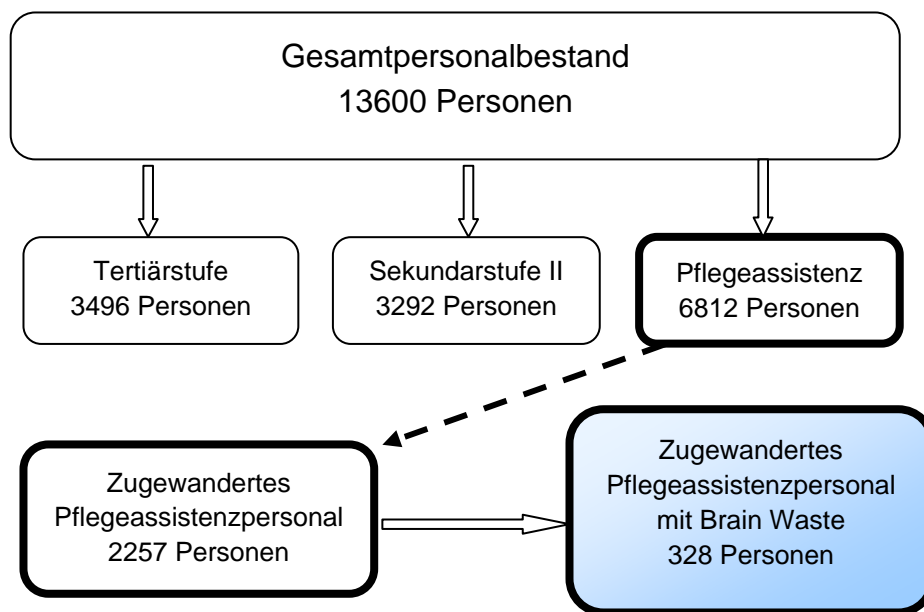 Gesamtpersonalbestand
13600 Personen
Tertiärstufe
3496 Personen
Sekundarstufe II
3292 Personen
Pflegeassistenz
6812 Personen
Zugewandertes
Pflegeassistenzpersonal
2257 Personen
Zugewandertes
Pflegeassistenzpersonal
mit Brain Waste
328 Personen